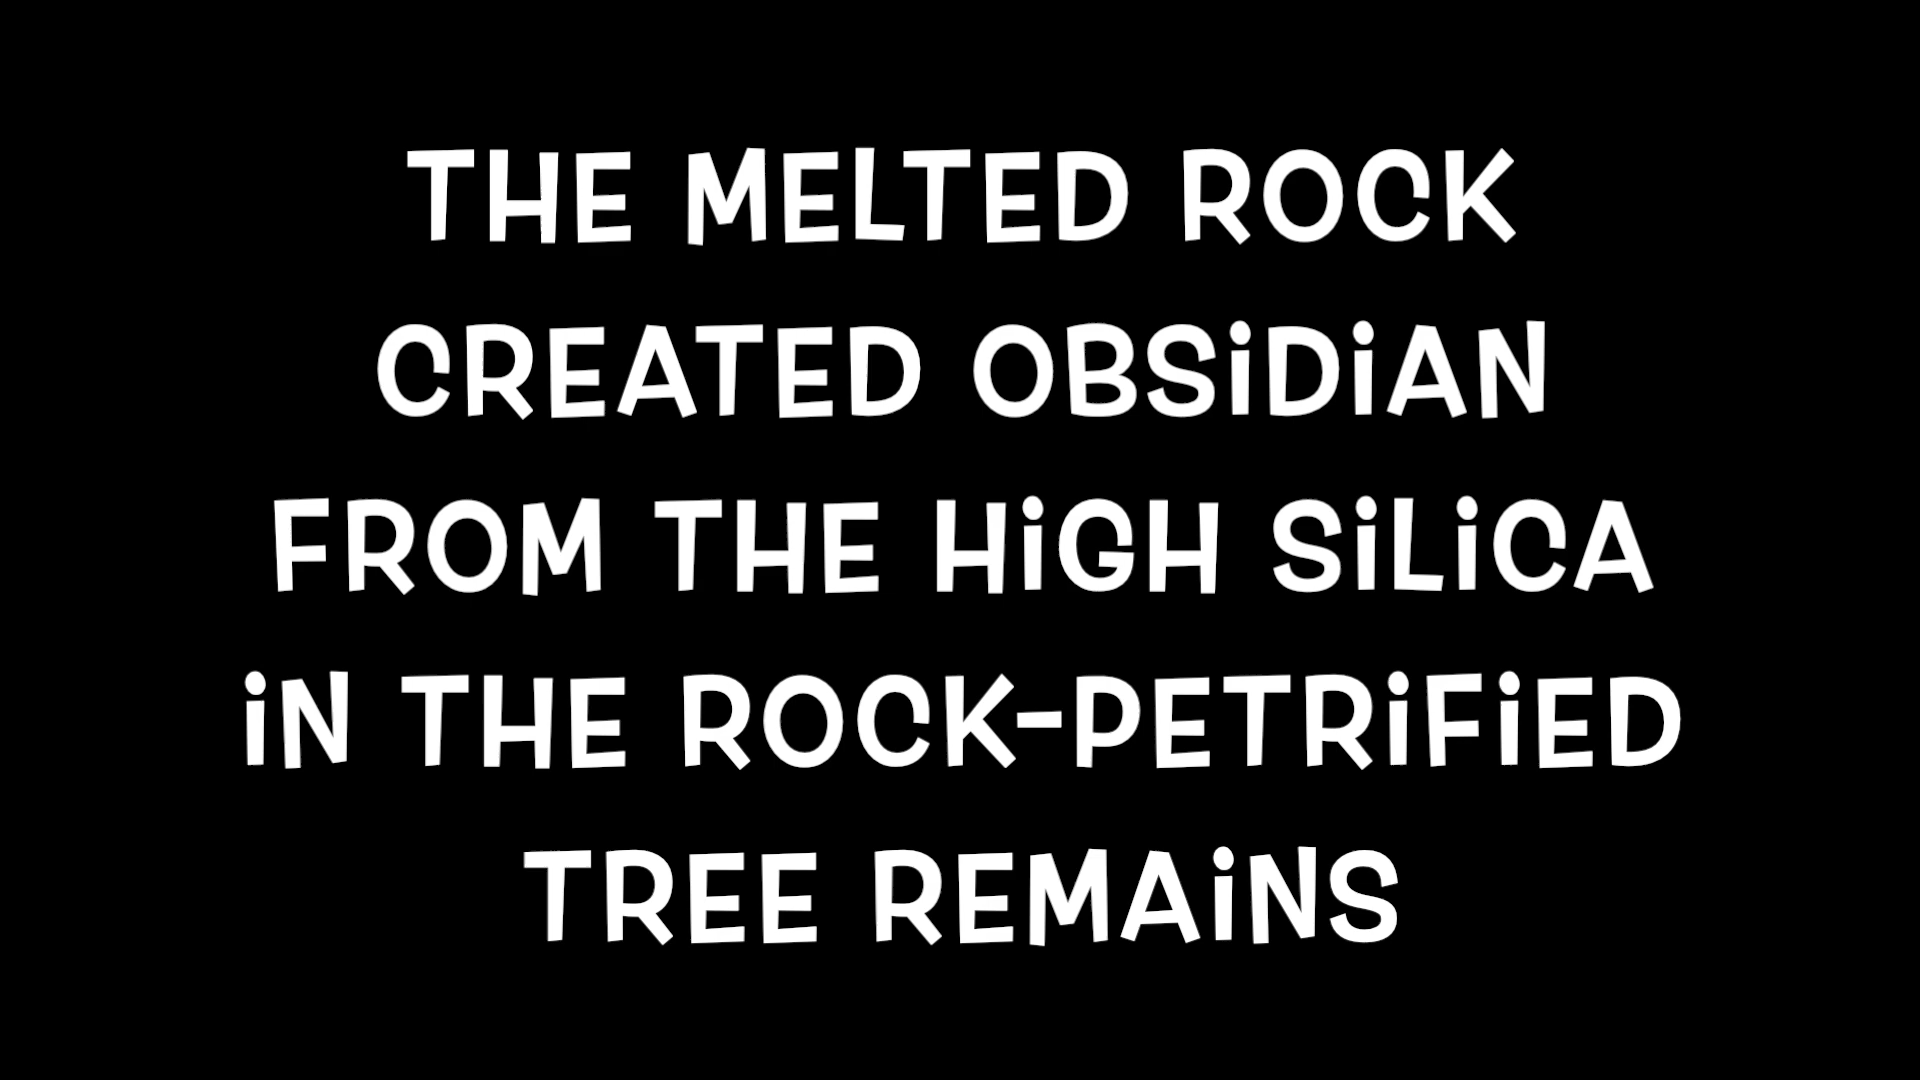 THE MELTED ROCK
CREATED OBSiDiAN
FROM THE HiGH SiLiCA
iN THE ROCK-PETRiFiED
TREE REMAiNS